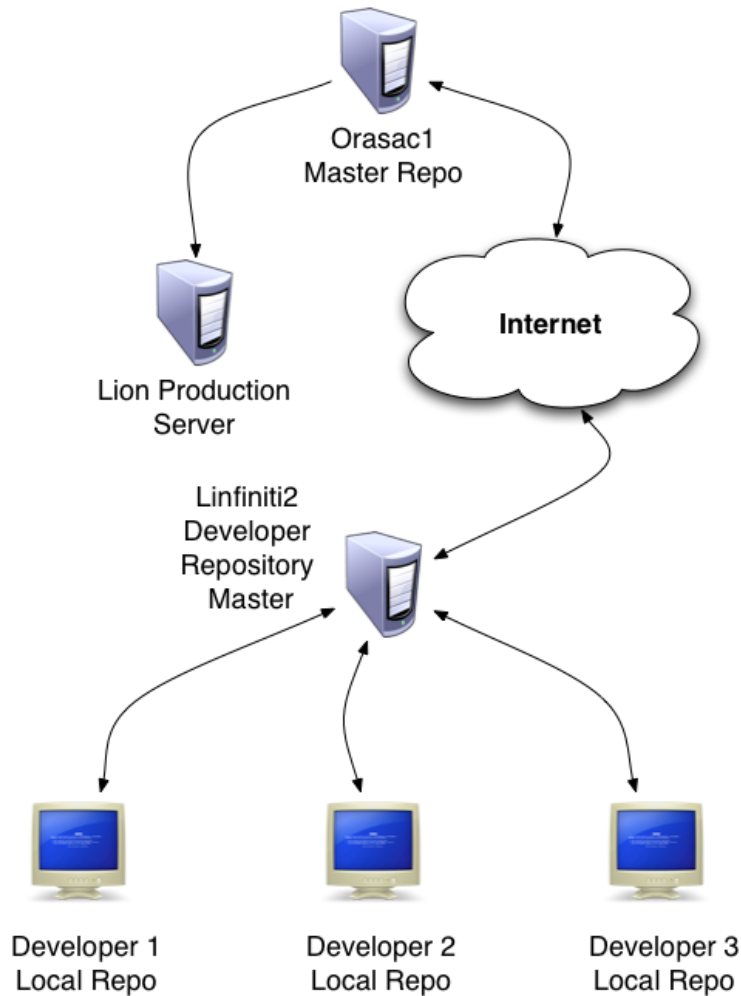 Orasac1
Master Repo
Internet
Lion Production
Server
Linfiniti2
Developer
Repository
Master
Developer 1
Local Repo
Developer 2
Local Repo
Developer 3
Local Repo